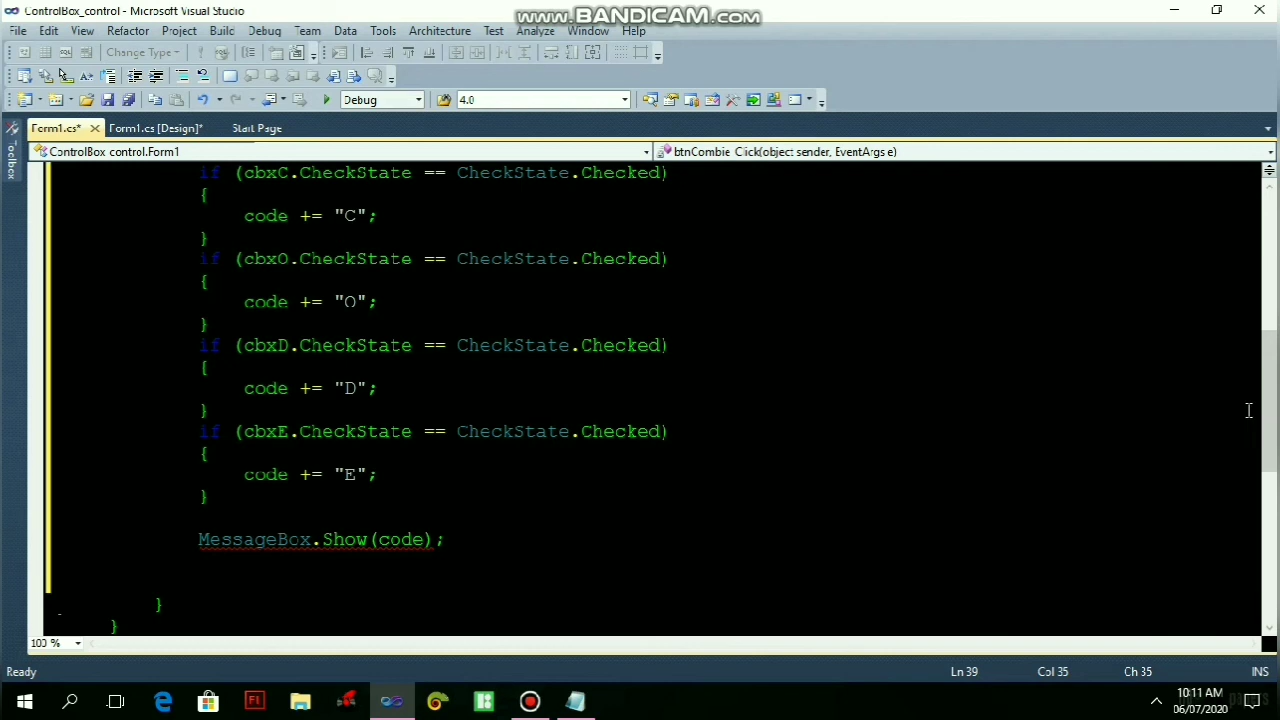 ControlBox_control - Microsoft Visual Studio
www.BANDICAM.com
File Edit View Refactor Project Build Debug Team Data Tools Architecture Test Analyze Window Help
Change Type
Debug 4.0
Form1.cs* Form1.cs [Design]* Start Page
ControlBox control.Form1 btnCombie Click(object sender, EventArgs e)
Toolbox
if (cbxC.CheckState == CheckState.Checked)
{
code += "C";
}
if (cbxO.CheckState == CheckState.Checked)
{
code += "O";
}
if (cbxD.CheckState == CheckState.Checked)
{
code += "D";
}
if (cbxE.CheckState == CheckState.Checked)
{
code += "E";
}
MessageBox.Show(code);
}
}
100 %
Ready Ln 39 Col 35 Ch 35 INS
10:11 AM
06/07/2020